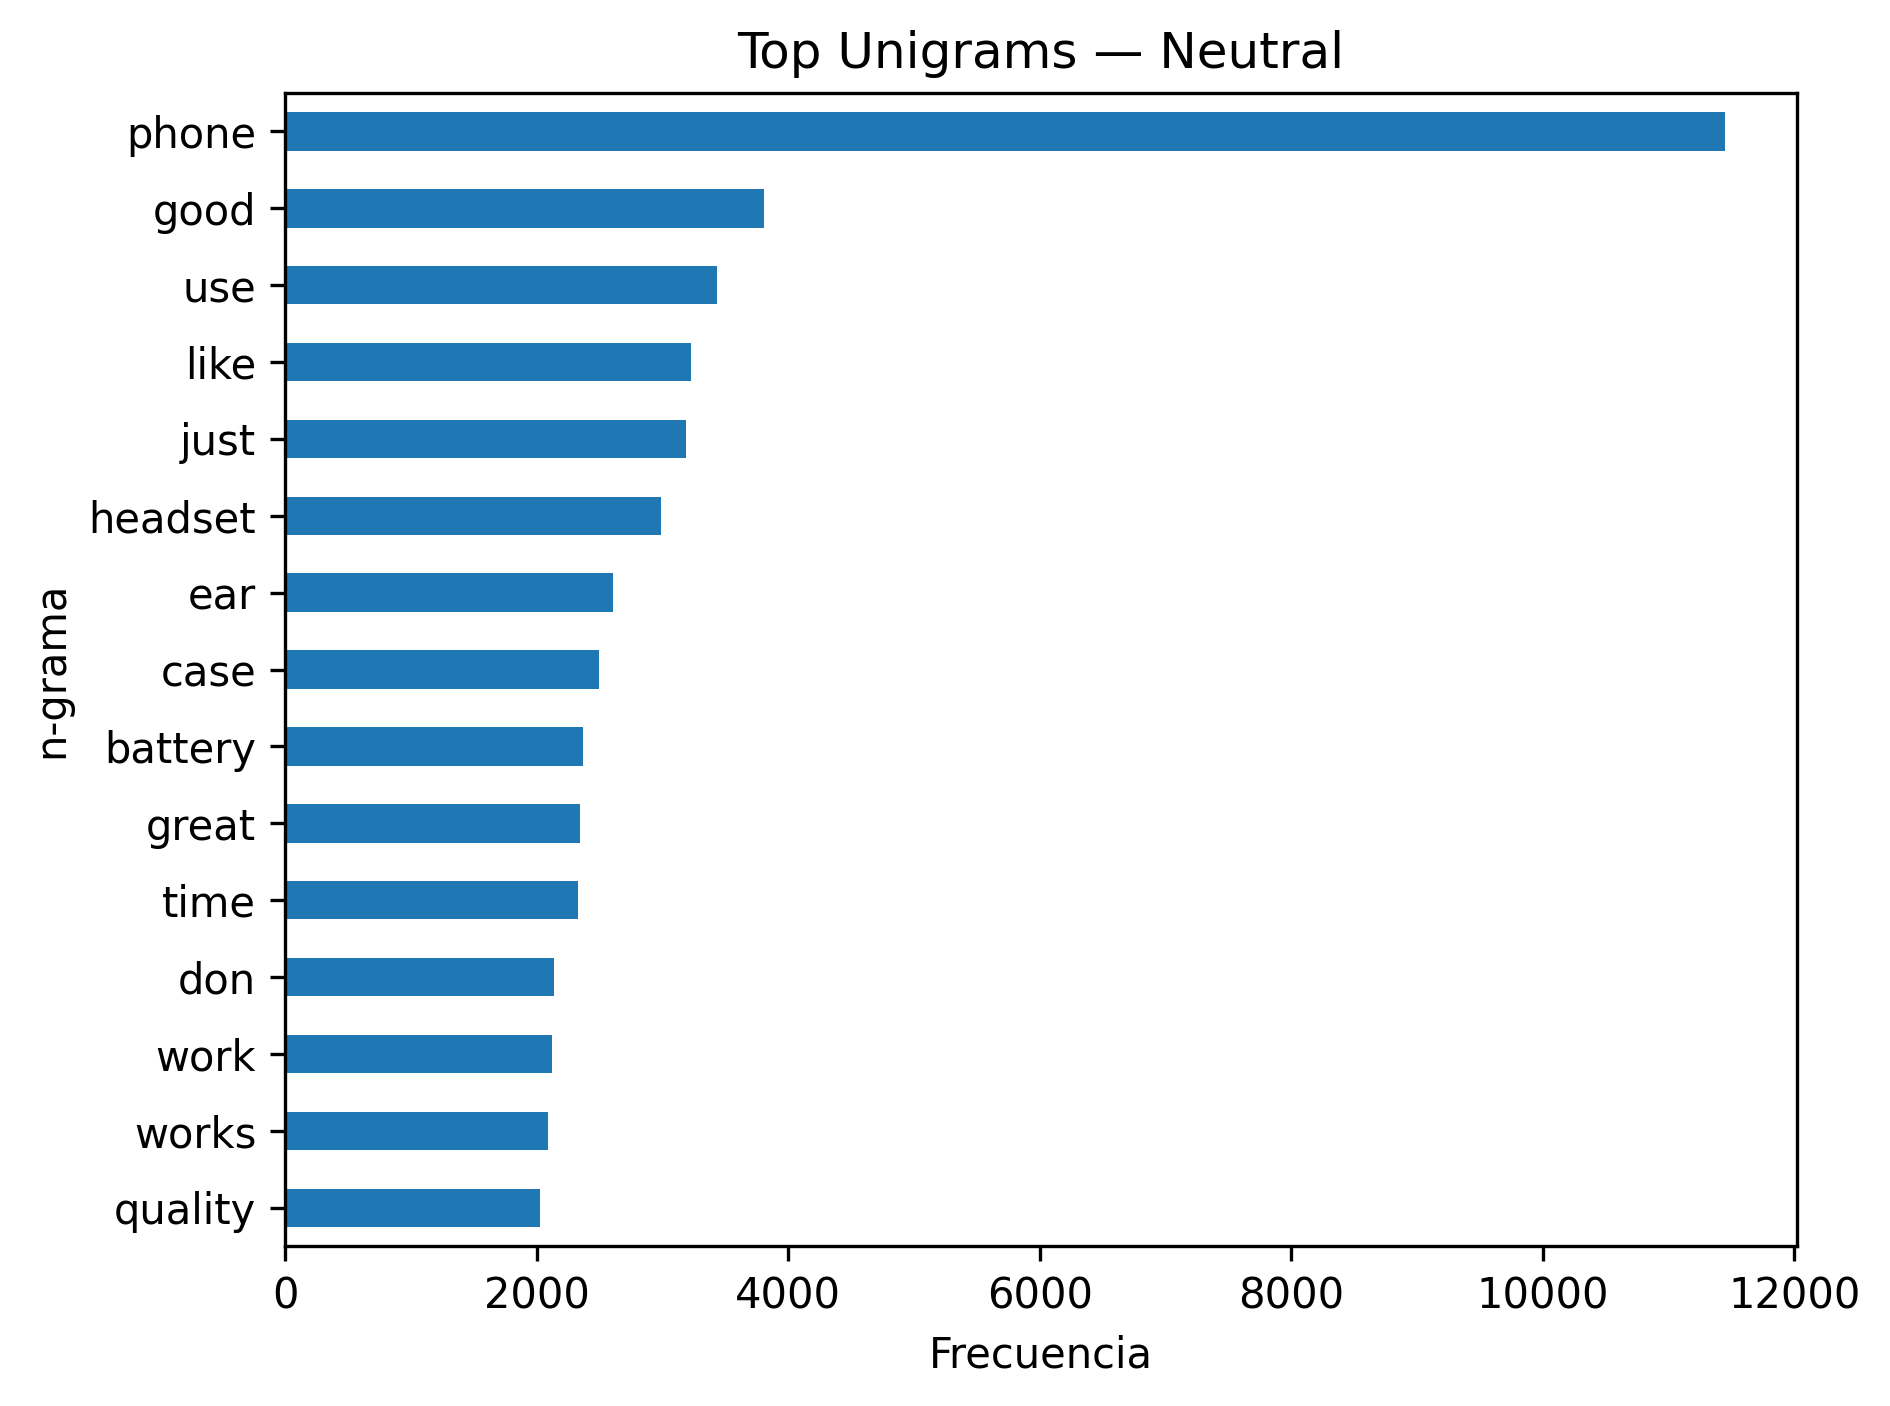 Top Unigrams — Neutral
phone
good
use
like
just
headset
ear
case
battery
great
time
don
work
works
quality
n-grama
0 2000 4000 6000 8000 10000 12000
Frecuencia